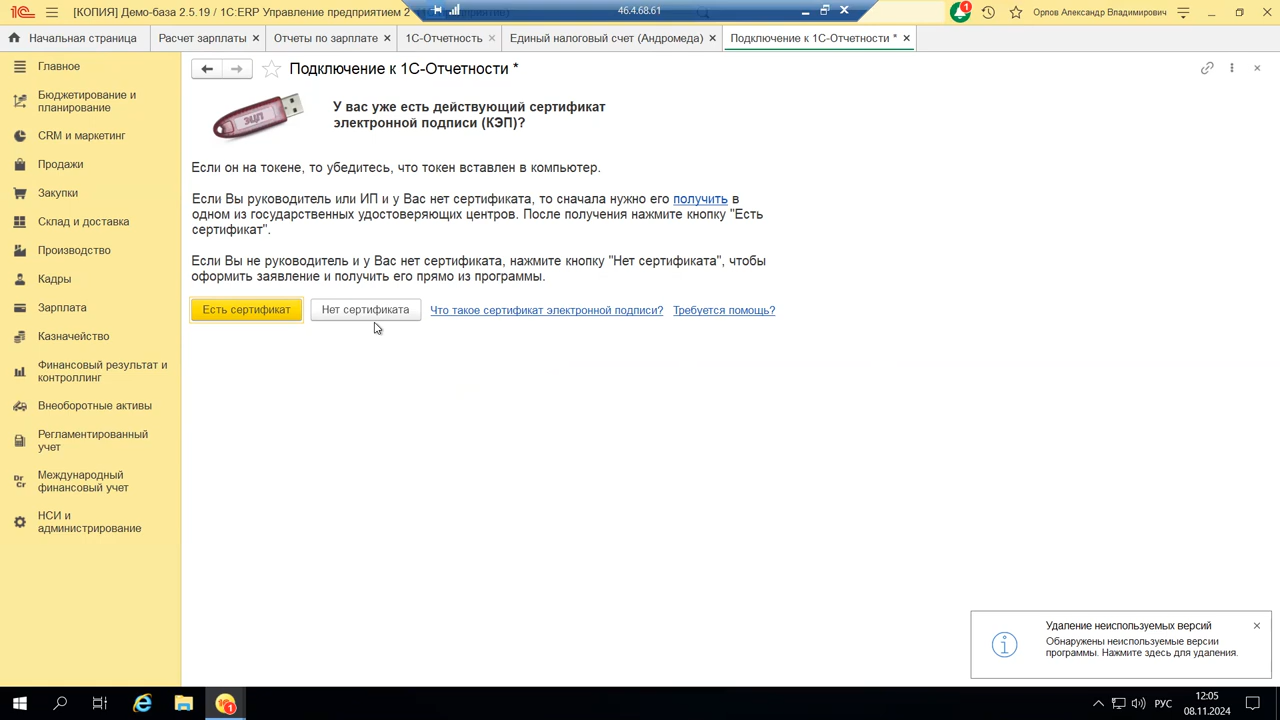 [КОПИЯ] Демо-база 2.5.19 / 1С:ERP Управление предприятием 2
46.4.68.61
1
Орлов Александр Владимирович
Начальная страница
Расчет зарплаты
Отчеты по зарплате
1С-Отчетность
Единый налоговый счет (Андромеда)
Подключение к 1С-Отчетности *
Главное
Бюджетирование и
планирование
CRM и маркетинг
Продажи
Закупки
Склад и доставка
Производство
Кадры
Зарплата
Казначейство
Финансовый результат и
контроллинг
Внеоборотные активы
Регламентированный
учет
Международный
финансовый учет
НСИ и
администрирование
Подключение к 1С-Отчетности *
ЭЦП
У вас уже есть действующий сертификат
электронной подписи (КЭП)?
Если он на токене, то убедитесь, что токен вставлен в компьютер.
Если Вы руководитель или ИП и у Вас нет сертификата, то сначала нужно его получить в
одном из государственных удостоверяющих центров. После получения нажмите кнопку "Есть
сертификат".
Если Вы не руководитель и у Вас нет сертификата, нажмите кнопку "Нет сертификата", чтобы
оформить заявление и получить его прямо из программы.
Есть сертификат
Нет сертификата
Что такое сертификат электронной подписи?
Требуется помощь?
Удаление неиспользуемых версий
Обнаружены неиспользуемые версии
программы. Нажмите здесь для удаления.
1
РУС
12:05
08.11.2024